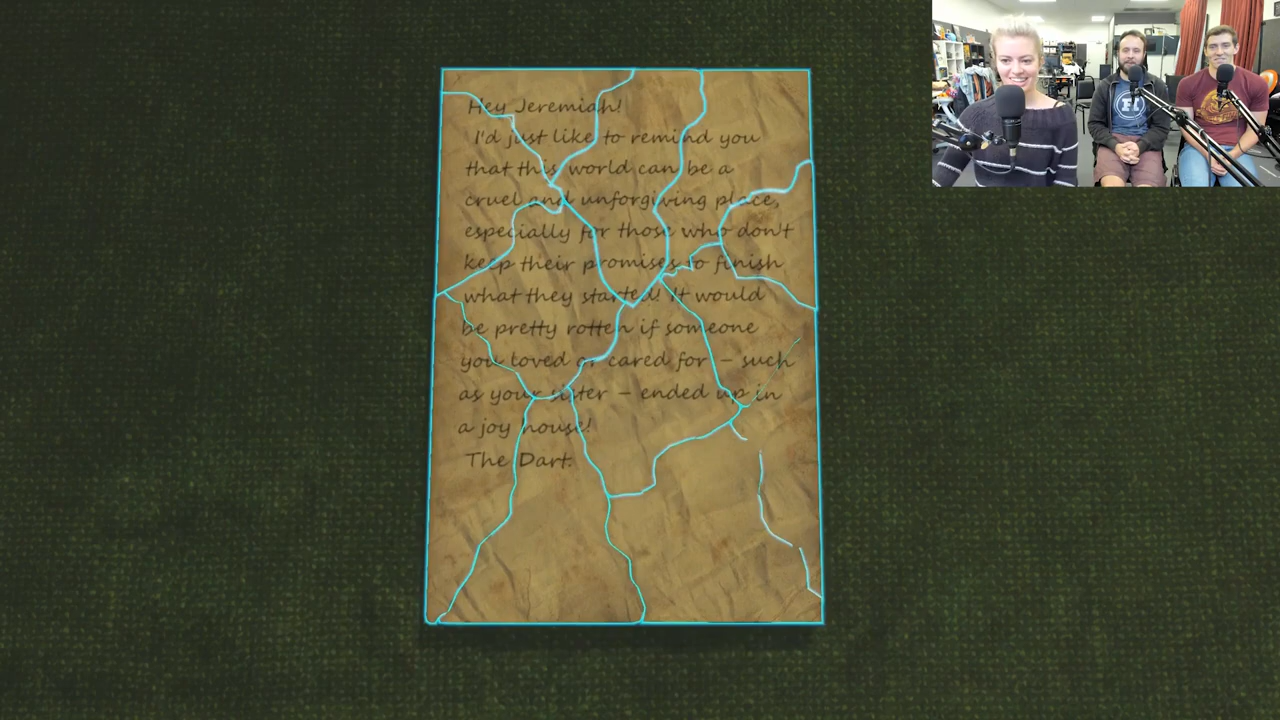 Hey Jeremiah!
I'd just like to remind you
that this world can be a
cruel and unforgiving place,
especially for those who don't
keep their promises to finish
what they started! It would
be pretty rotten if someone
you loved or cared for – such
as your sister – ended up in
a joy house!
The Dart.